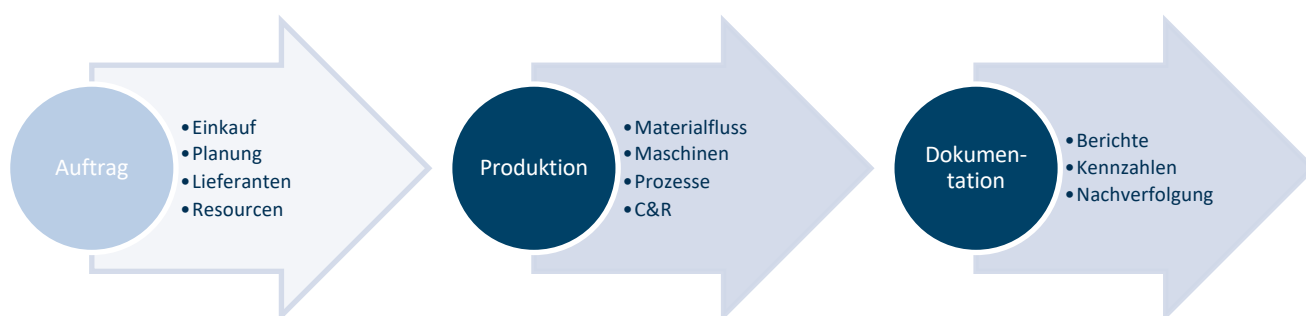 Auftrag
•Einkauf
•Planung
•Lieferanten
•Resourcen
Produktion
•Materialfluss
•Maschinen
•Prozesse
•C&R
Dokumen-
tation
•Berichte
•Kennzahlen
•Nachverfolgung